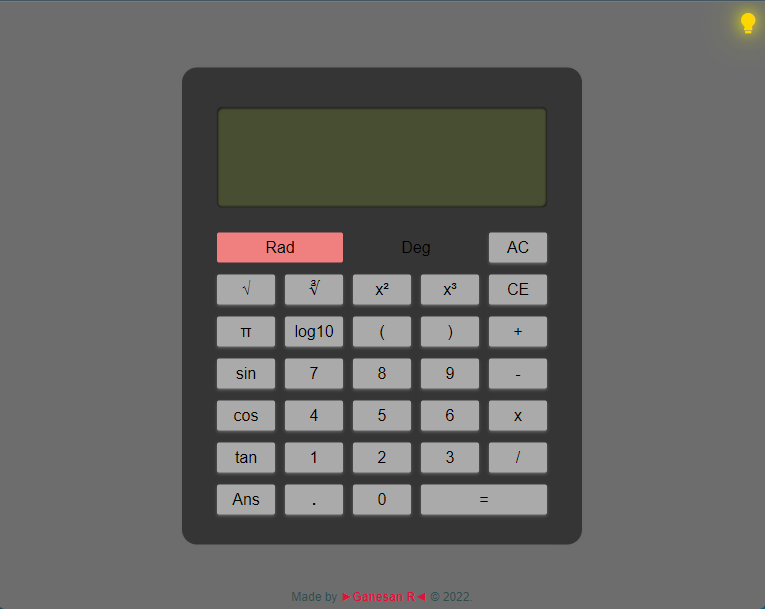 Rad Deg AC
√ ∛ x² x³ CE
π log10 ( ) +
sin 7 8 9 -
cos 4 5 6 x
tan 1 2 3 /
Ans . 0 =
Made by ►Ganesan R◄ © 2022.